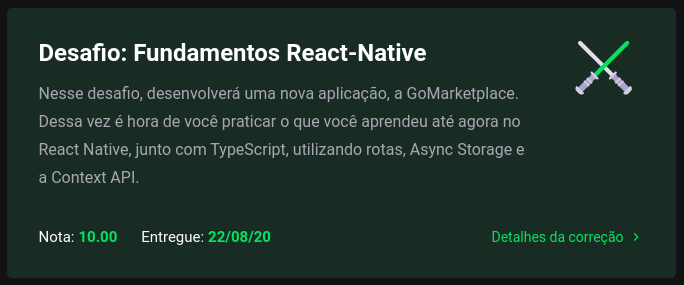 Desafio: Fundamentos React-Native
Nesse desafio, desenvolverá uma nova aplicação, a GoMarketplace.
Dessa vez é hora de você praticar o que você aprendeu até agora no
React Native, junto com TypeScript, utilizando rotas, Async Storage e
a Context API.
Nota: 10.00 Entregue: 22/08/20 Detalhes da correção